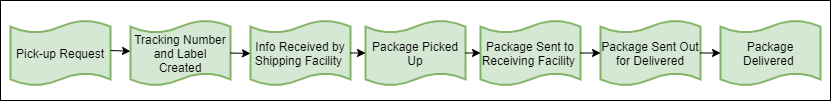 Pick-up Request
Tracking Number
and Label
Created
Info Received by
Shipping Facility
Package Picked
Up
Package Sent to
Receiving Facility
Package Sent Out
for Delivered
Package
Delivered